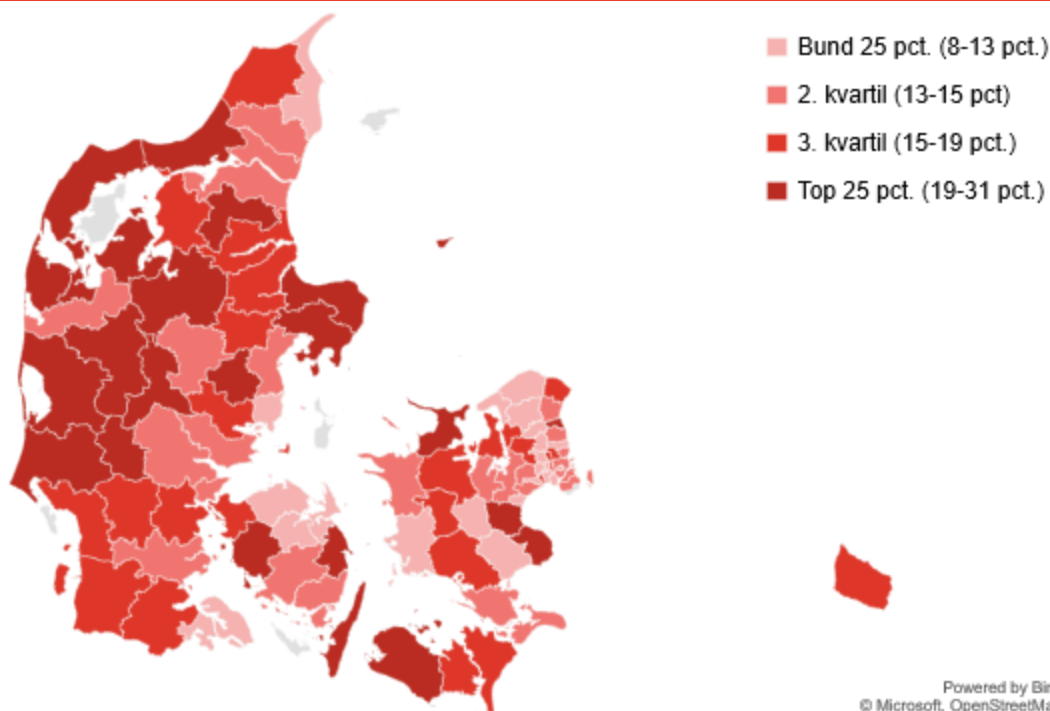 Bund 25 pct. (8-13 pct.)
2. kvartil (13-15 pct)
3. kvartil (15-19 pct.)
Top 25 pct. (19-31 pct.)
Powered by
© Microsoft,